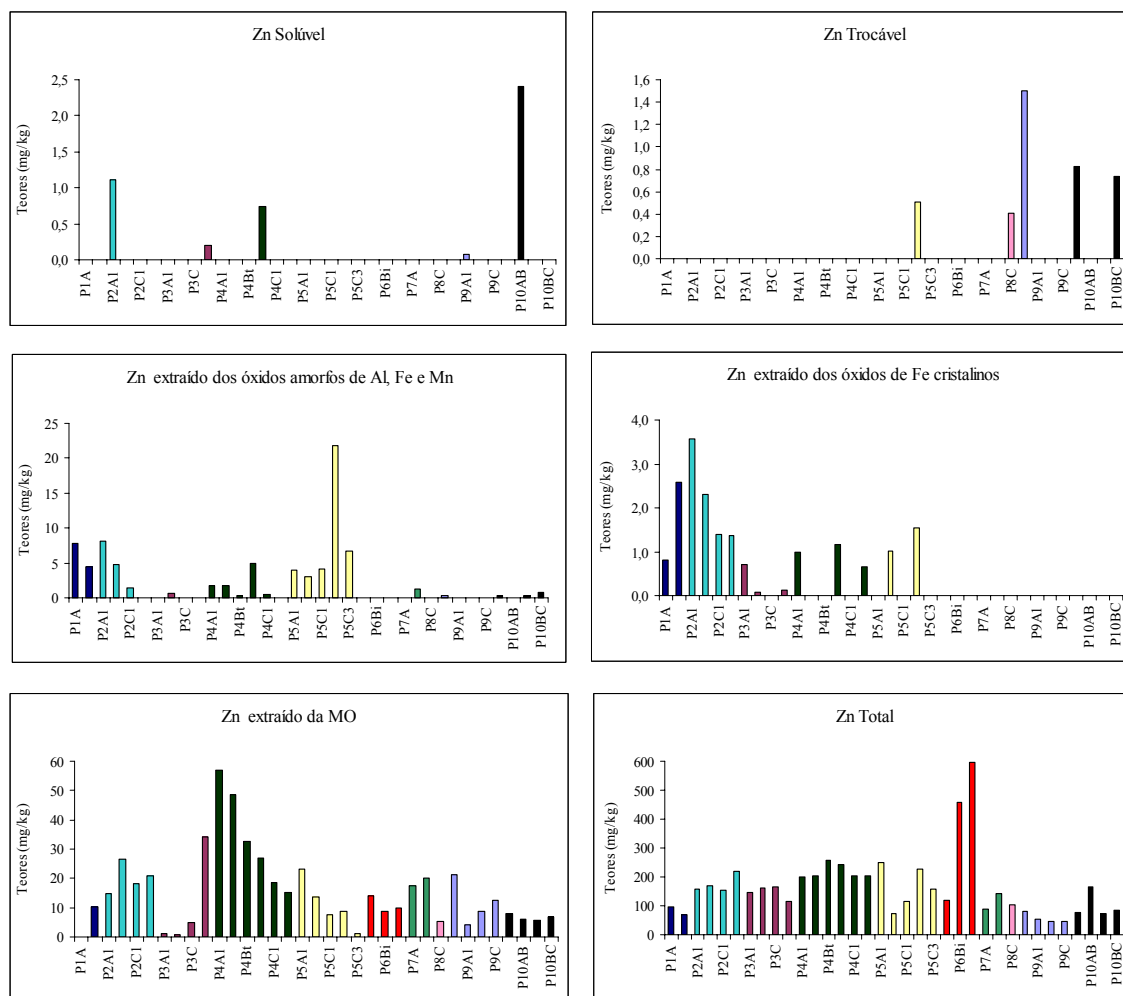 Zn Solúvel
Teores (mg/kg)
2,5
2,0
1,5
1,0
0,5
0,0
P1A
P2A1
P2C1
P3A1
P3C
P4A1
P4Bt
P4C1
P5A1
P5C1
P5C3
P6Bi
P7A
P8C
P9A1
P9C
P10AB
P10BC
Zn Trocável
Teores (mg/kg)
1,6
1,4
1,2
1,0
0,8
0,6
0,4
0,2
0,0
P1A
P2A1
P2C1
P3A1
P3C
P4A1
P4Bt
P4C1
P5A1
P5C1
P5C3
P6Bi
P7A
P8C
P9A1
P9C
P10AB
P10BC
Zn extraído dos óxidos amorfos de Al, Fe e Mn
Teores (mg/kg)
25
20
15
10
5
0
P1A
P2A1
P2C1
P3A1
P3C
P4A1
P4Bt
P4C1
P5A1
P5C1
P5C3
P6Bi
P7A
P8C
P9A1
P9C
P10AB
P10BC
Zn extraído dos óxidos de Fe cristalinos
Teores (mg/kg)
4,0
3,0
2,0
1,0
0,0
P1A
P2A1
P2C1
P3A1
P3C
P4A1
P4Bt
P4C1
P5A1
P5C1
P5C3
P6Bi
P7A
P8C
P9A1
P9C
P10AB
P10BC
Zn extraído da MO
Teores (mg/kg)
60
50
40
30
20
10
0
P1A
P2A1
P2C1
P3A1
P3C
P4A1
P4Bt
P4C1
P5A1
P5C1
P5C3
P6Bi
P7A
P8C
P9A1
P9C
P10AB
P10BC
Zn Total
Teores (mg/kg)
600
500
400
300
200
100
0
P1A
P2A1
P2C1
P3A1
P3C
P4A1
P4Bt
P4C1
P5A1
P5C1
P5C3
P6Bi
P7A
P8C
P9A1
P9C
P10AB
P10BC